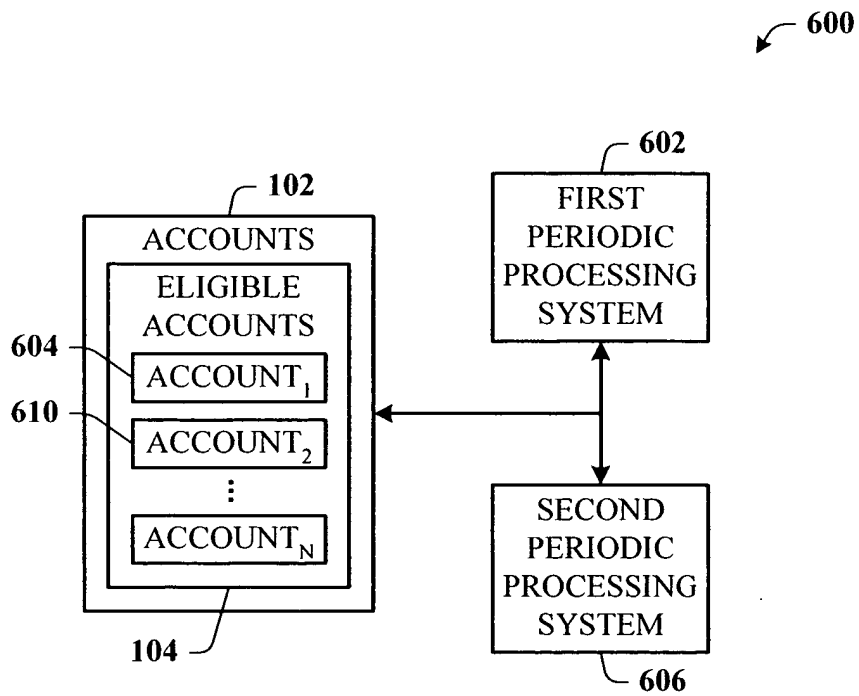 600
602
FIRST
PERIODIC
PROCESSING
SYSTEM
102
ACCOUNTS
ELIGIBLE
ACCOUNTS
604
ACCOUNT₁
610
ACCOUNT₂
...
ACCOUNT_N
104
SECOND
PERIODIC
PROCESSING
SYSTEM
606